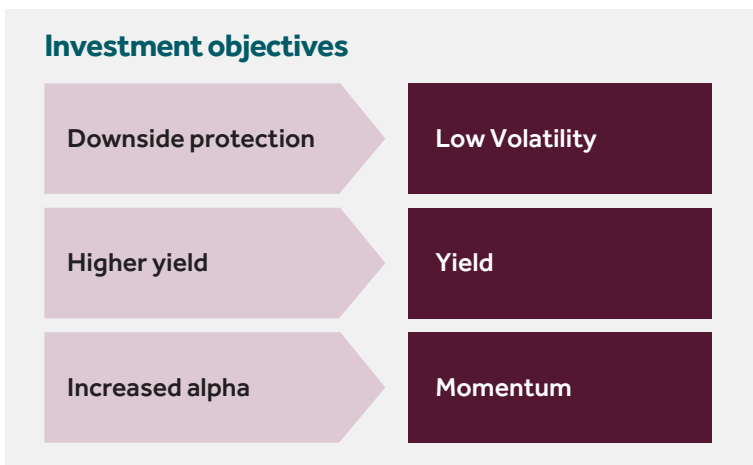 Investment objectives
Downside protection
Low Volatility
Higher yield
Yield
Increased alpha
Momentum